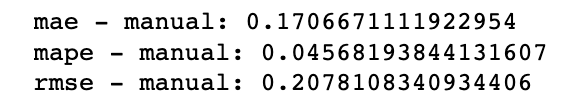 mae - manual: 0.1706671111922954
mape - manual: 0.04568193844131607
rmse - manual: 0.2078108340934406